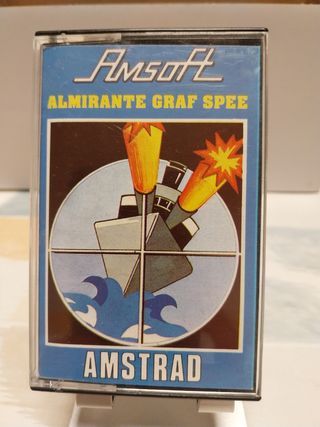 Amsoft
ALMIRANTE GRAF SPEE
AMSTRAD